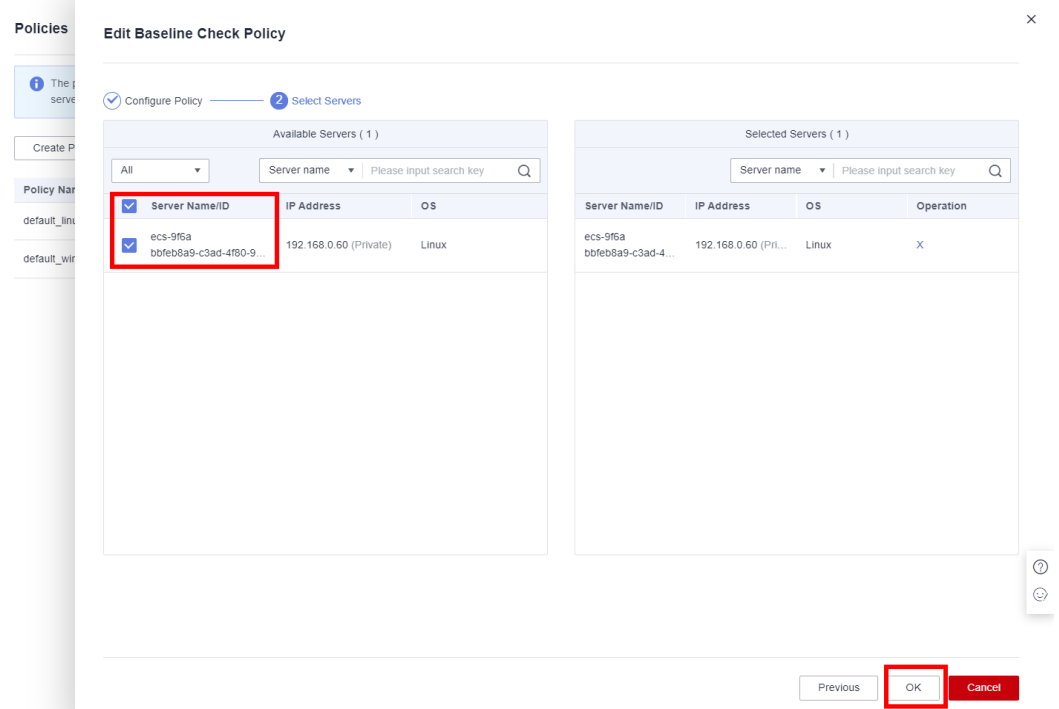 Policies
Edit Baseline Check Policy
The
serve
Create P
Policy Nar
default_linu
default_wir
Configure Policy
2 Select Servers
Available Servers ( 1 )
All
Server name
Please input search key
Server Name/ID IP Address OS
ecs-9f6a
bbfeb8a9-c3ad-4f80-9...
192.168.0.60 (Private)
Linux
Selected Servers ( 1 )
Server name
Please input search key
Server Name/ID IP Address OS Operation
ecs-9f6a
bbfeb8a9-c3ad-4...
192.168.0.60 (Pri...
Linux
X
Previous
OK
Cancel